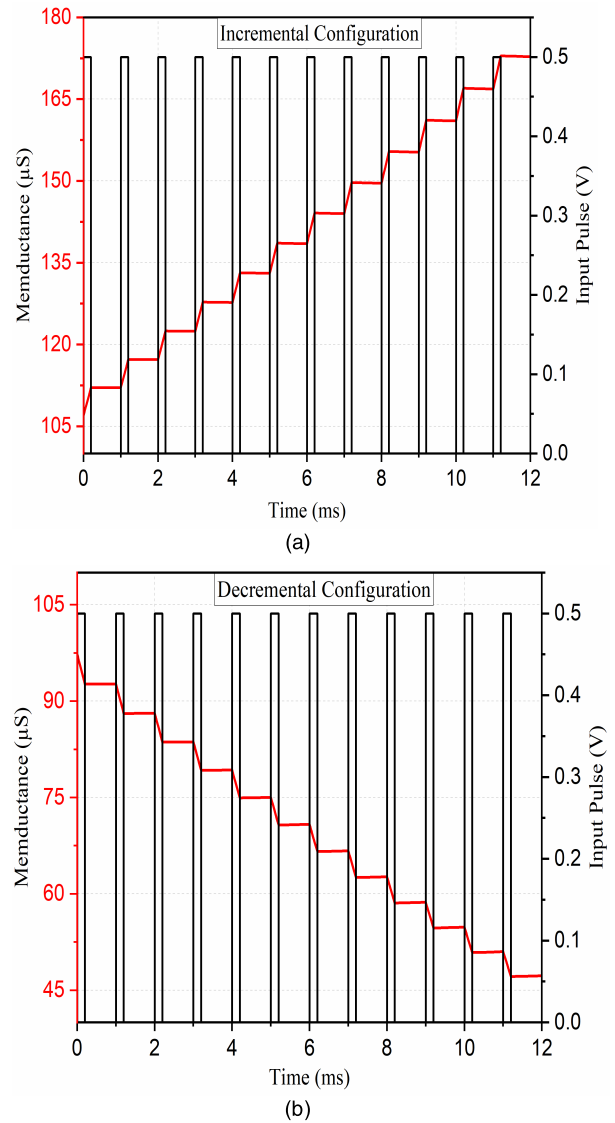 Incremental Configuration
180
165
150
135
120
105
Memductance (µS)
0.5
0.4
0.3
0.2
0.1
0.0
Input Pulse (V)
0 2 4 6 8 10 12
Time (ms)
(a)
Decremental Configuration
105
90
75
60
45
Memductance (µS)
0.5
0.4
0.3
0.2
0.1
0.0
Input Pulse (V)
0 2 4 6 8 10 12
Time (ms)
(b)